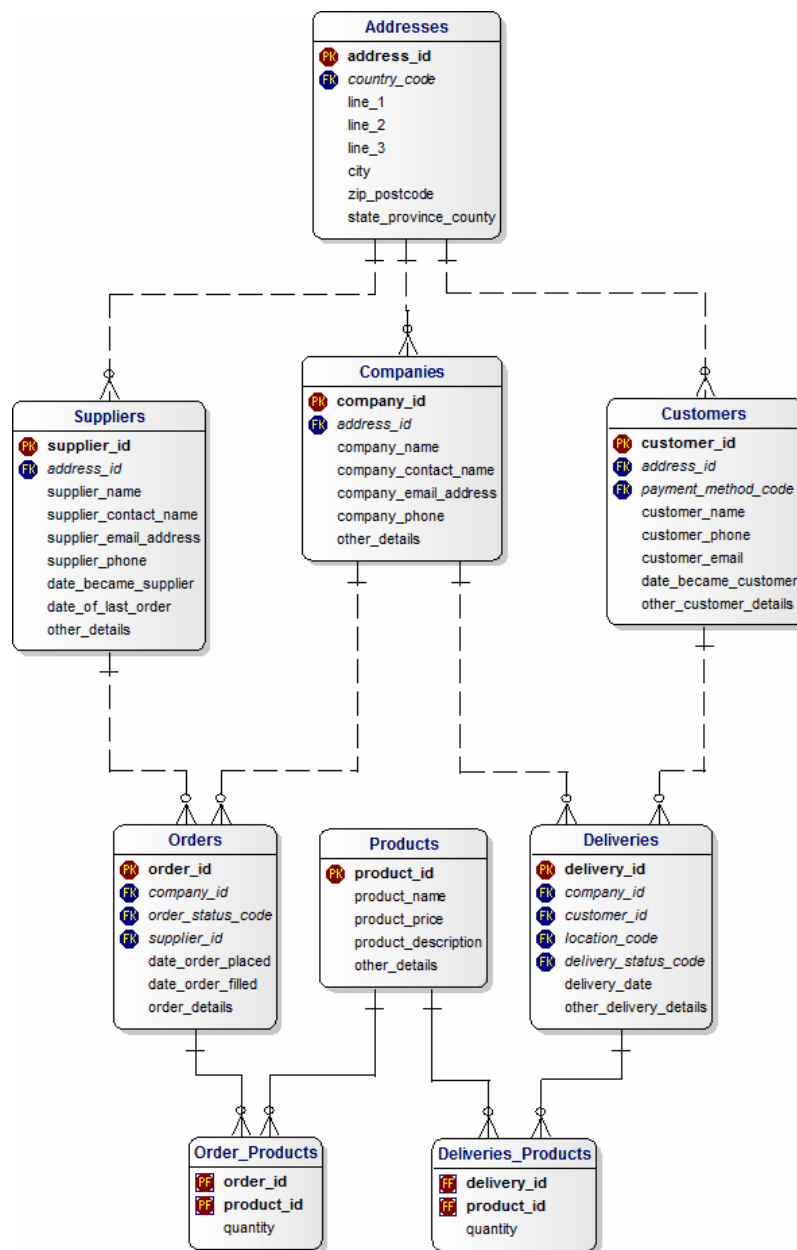 Addresses
PK address_id
FK country_code
line_1
line_2
line_3
city
zip_postcode
state_province_county
Suppliers
PK supplier_id
FK address_id
supplier_name
supplier_contact_name
supplier_email_address
supplier_phone
date_became_supplier
date_of_last_order
other_details
Companies
PK company_id
FK address_id
company_name
company_contact_name
company_email_address
company_phone
other_details
Customers
PK customer_id
FK address_id
FK payment_method_code
customer_name
customer_phone
customer_email
date_became_customer
other_customer_details
Orders
PK order_id
FK company_id
FK order_status_code
FK supplier_id
date_order_placed
date_order_filled
order_details
Products
PK product_id
product_name
product_price
product_description
other_details
Deliveries
PK delivery_id
FK company_id
FK customer_id
FK location_code
FK delivery_status_code
delivery_date
other_delivery_details
Order_Products
PF order_id
PF product_id
quantity
Deliveries_Products
FF delivery_id
FF product_id
quantity